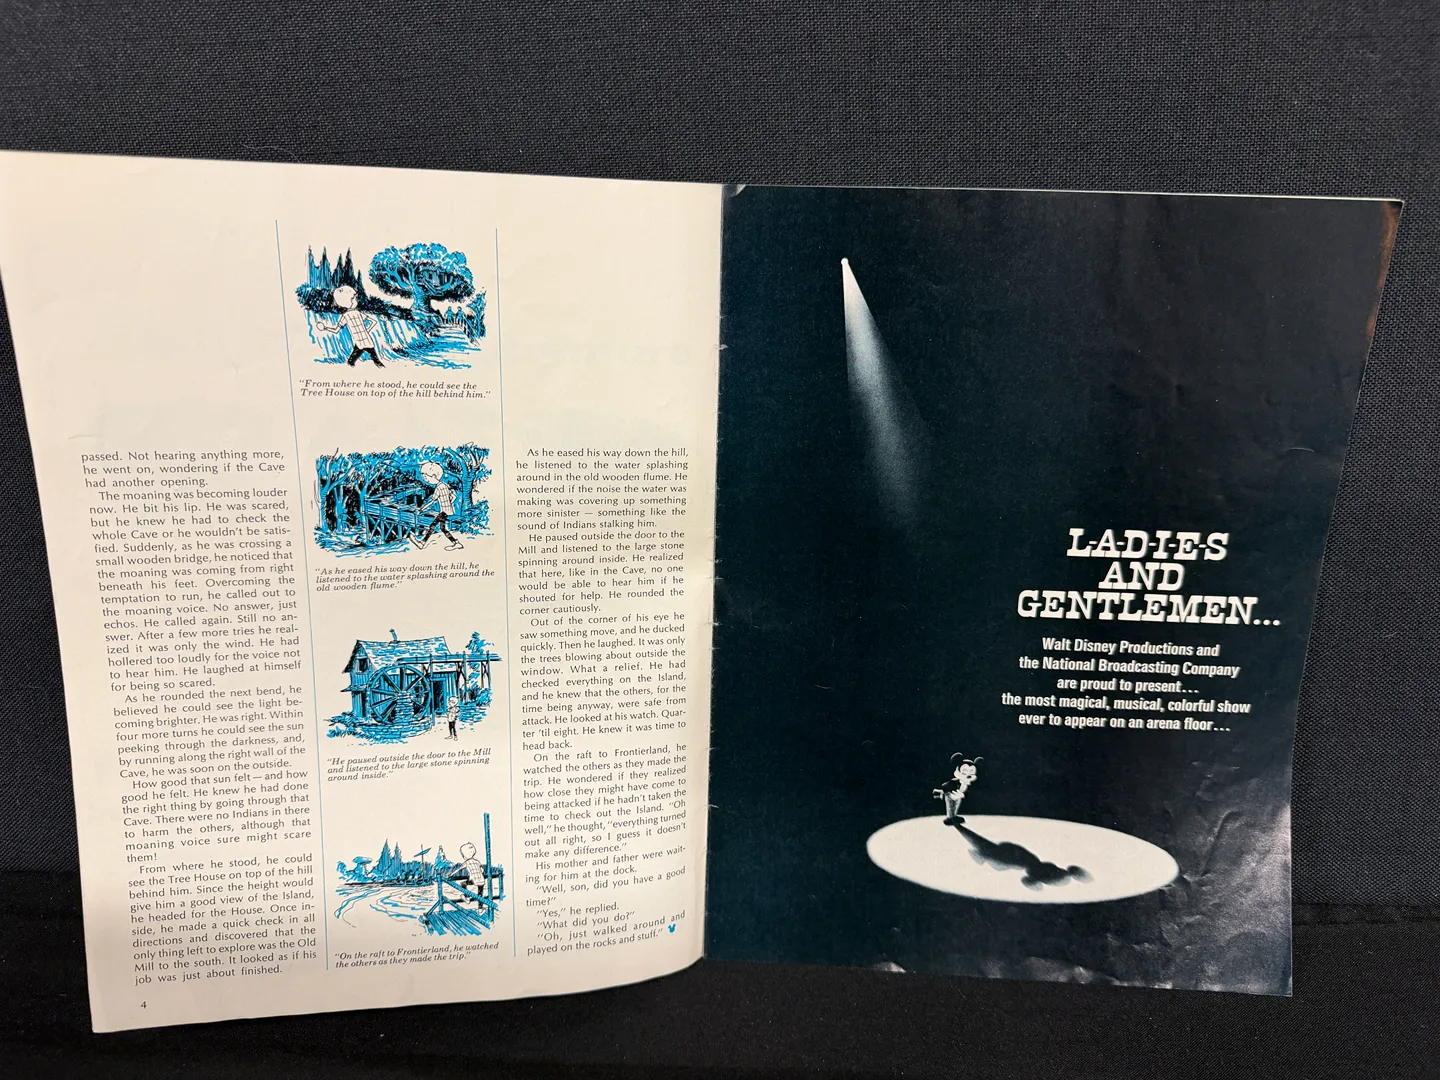 passed. Not hearing anything more,
he went on, wondering if the Cave
had another opening.
The moaning was becoming louder
now. He bit his lip. He was scared,
but he knew he had to check the
whole Cave or he wouldn't be satis-
fied. Suddenly, as he was crossing a
small wooden bridge, he noticed that
the moaning was coming from right
beneath his feet. Overcoming the
temptation to run, he called out to
the moaning voice. No answer, just
echos. He called again. Still no an-
swer. After a few more tries he real-
ized it was only the wind. He had
hollered too loudly for the voice not
to hear him. He laughed at himself
for being so scared.
As he rounded the next bend, he
believed he could see the light be-
coming brighter. He was right. Within
four more turns he could see the sun
peeking through the darkness, and,
by running along the right wall of the
Cave, he was soon on the outside.
How good that sun felt — and how
good he felt. He knew he had done
the right thing by going through that
Cave. There were no Indians in there
to harm the others, although that
moaning voice sure might scare
them!
From where he stood, he could
see the Tree House on top of the hill
behind him. Since the height would
give him a good view of the Island,
he headed for the House. Once in-
side, he made a quick check in all
directions and discovered that the
only thing left to explore was the Old
Mill to the south. It looked as if his
job was just about finished.
4
"From where he stood, he could see the
Tree House on top of the hill behind him."
"As he eased his way down the hill, he
listened to the water splashing around the
old wooden flume."
"He paused outside the door to the Mill
and listened to the large stone spinning
around inside."
"On the raft to Frontierland, he watched
the others as they made the trip."
As he eased his way down the hill,
he listened to the water splashing
around in the old wooden flume. He
wondered if the noise the water was
making was covering up something
more sinister — something like the
sound of Indians stalking him.
He paused outside the door to the
Mill and listened to the large stone
spinning around inside. He realized
that here, like in the Cave, no one
would be able to hear him if he
shouted for help. He rounded the
corner cautiously.
Out of the corner of his eye he
saw something move, and he ducked
quickly. Then he laughed. It was only
the trees blowing about outside the
window. What a relief. He had
checked everything on the Island,
and he knew that the others, for the
time being anyway, were safe from
attack. He looked at his watch. Quar-
ter 'til eight. He knew it was time to
head back.
On the raft to Frontierland, he
watched the others as they made the
trip. He wondered if they realized
how close they might have come to
being attacked if he hadn't taken the
time to check out the Island. "Oh
well," he thought, "everything turned
out all right, so I guess it doesn't
make any difference."
His mother and father were wait-
ing for him at the dock.
"Well, son, did you have a good
time?"
"Yes," he replied.
"What did you do?"
"Oh, just walked around and
played on the rocks and stuff."
L-A-D-I-E-S
AND
GENTLEMEN...
Walt Disney Productions and
the National Broadcasting Company
are proud to present...
the most magical, musical, colorful show
ever to appear on an arena floor...